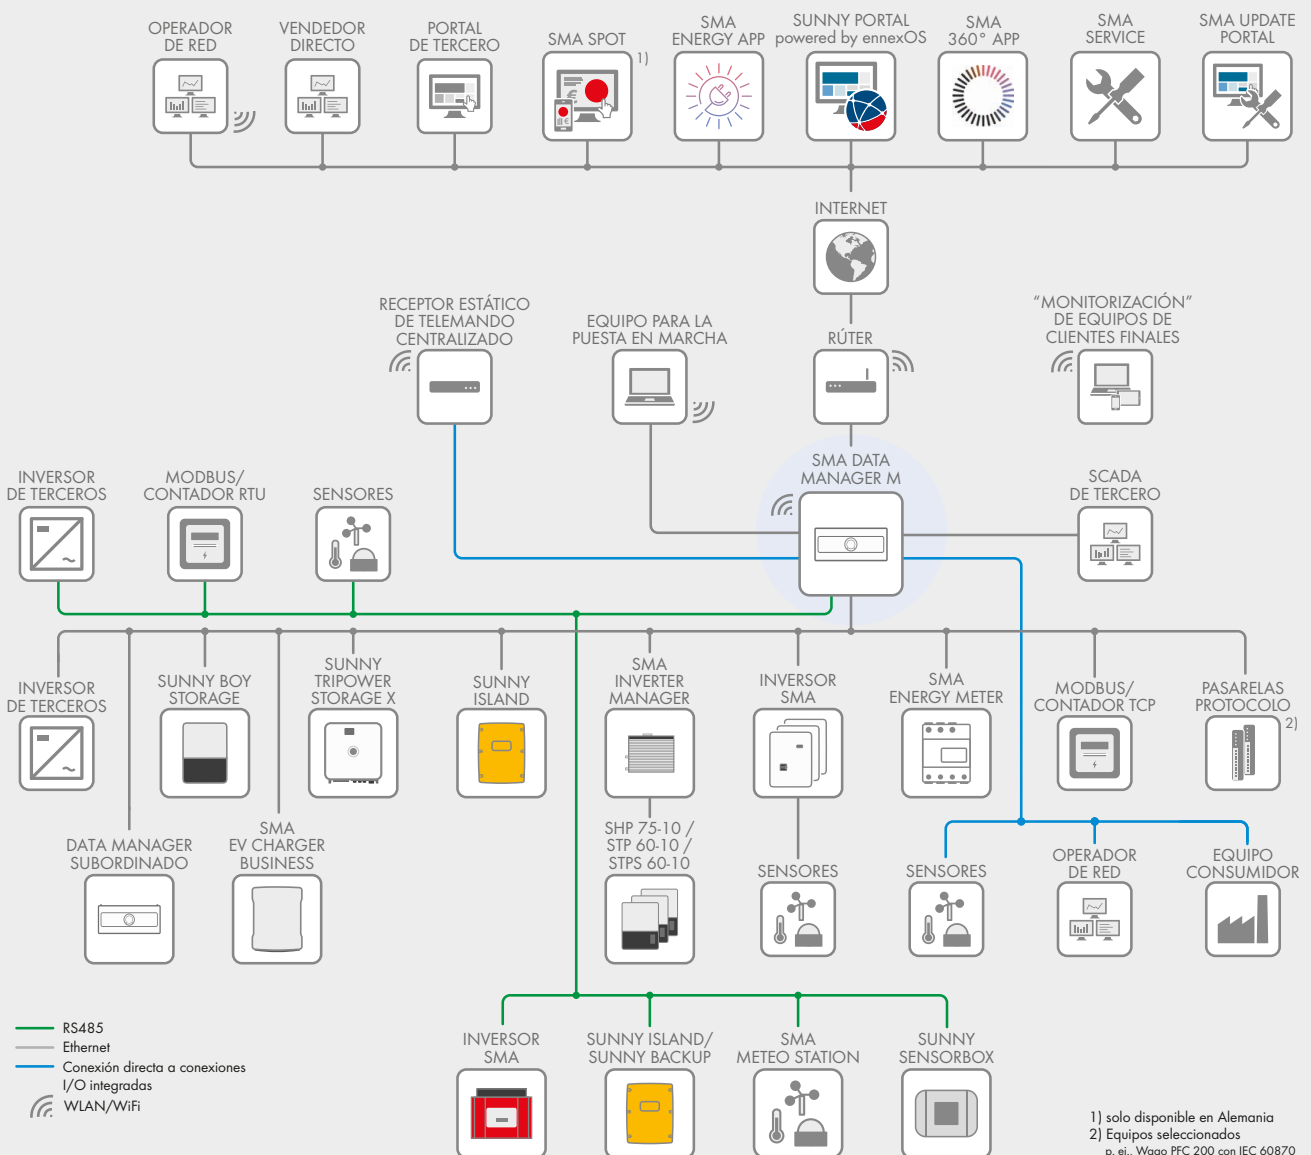 OPERADOR
DE RED
VENDEDOR
DIRECTO
PORTAL
DE TERCERO
SMA SPOT
1)
SMA
ENERGY APP
SUNNY PORTAL
powered by ennexOS
SMA
360° APP
SMA
SERVICE
SMA UPDATE
PORTAL
INTERNET
RECEPTOR ESTÁTICO
DE TELEMANDO
CENTRALIZADO
EQUIPO PARA LA
PUESTA EN MARCHA
RÚTER
“MONITORIZACIÓN”
DE EQUIPOS DE
CLIENTES FINALES
INVERSOR
DE TERCEROS
MODBUS/
CONTADOR RTU
SENSORES
SMA DATA
MANAGER M
SCADA
DE TERCERO
INVERSOR
DE TERCEROS
SUNNY BOY
STORAGE
SUNNY
TRIPOWER
STORAGE X
SUNNY
ISLAND
SMA
INVERTER
MANAGER
INVERSOR
SMA
SMA
ENERGY METER
MODBUS/
CONTADOR TCP
PASARELAS
PROTOCOLO
2)
DATA MANAGER
SUBORDINADO
SMA
EV CHARGER
BUSINESS
SHP 75-10 /
STP 60-10 /
STPS 60-10
SENSORES
SENSORES
OPERADOR
DE RED
EQUIPO
CONSUMIDOR
RS485
Ethernet
Conexión directa a conexiones
I/O integradas
WLAN/WiFi
INVERSOR
SMA
SUNNY ISLAND/
SUNNY BACKUP
SMA
METEO STATION
SUNNY
SENSORBOX
1) solo disponible en Alemania
2) Equipos seleccionados
p. ej., Wago PFC 200 con IEC 60870